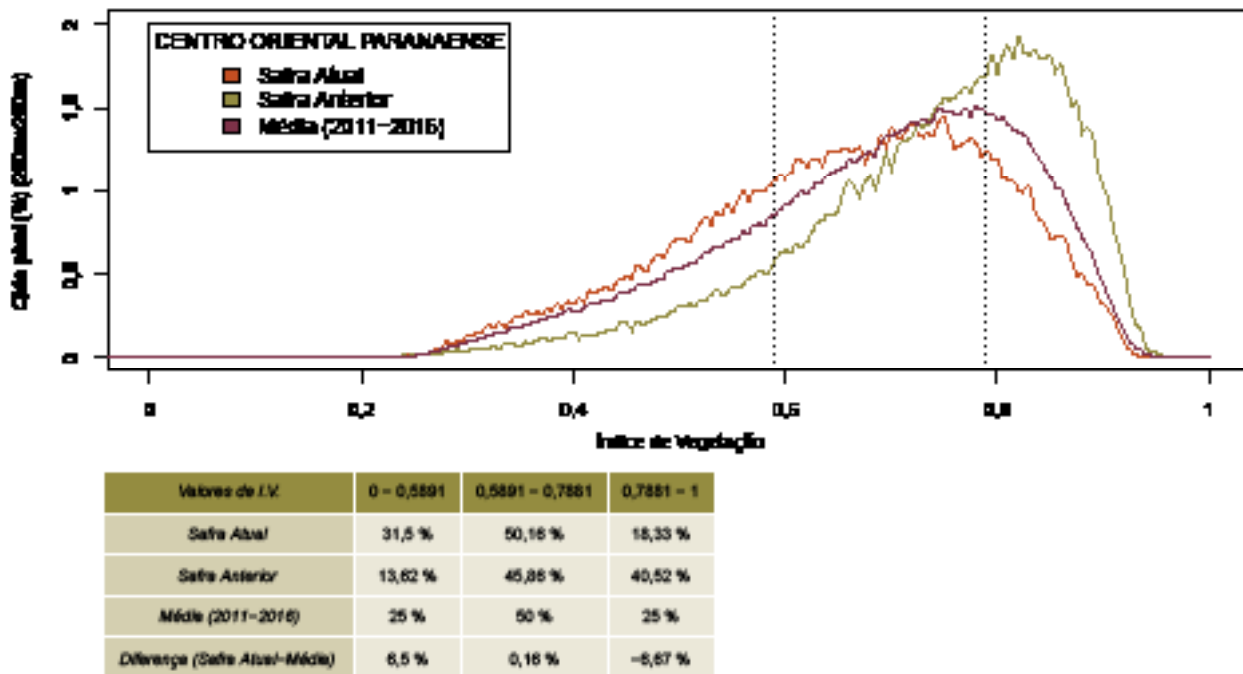 CENTRO ORIENTAL PARANAENSE
Safra Atual
Safra Anterior
Média (2011-2016)
2
1,5
1
0,5
0
0
0,2
0,4
0,6
0,8
1
Índice de Vegetação
Valores de I.V. 0 - 0,5891 0,5891 - 0,7881 0,7881 - 1
Safra Atual 31,5 % 50,16 % 18,33 %
Safra Anterior 13,62 % 45,86 % 40,52 %
Média (2011-2016) 25 % 50 % 25 %
Diferença (Safra Atual-Média) 6,5 % 0,16 % -6,67 %